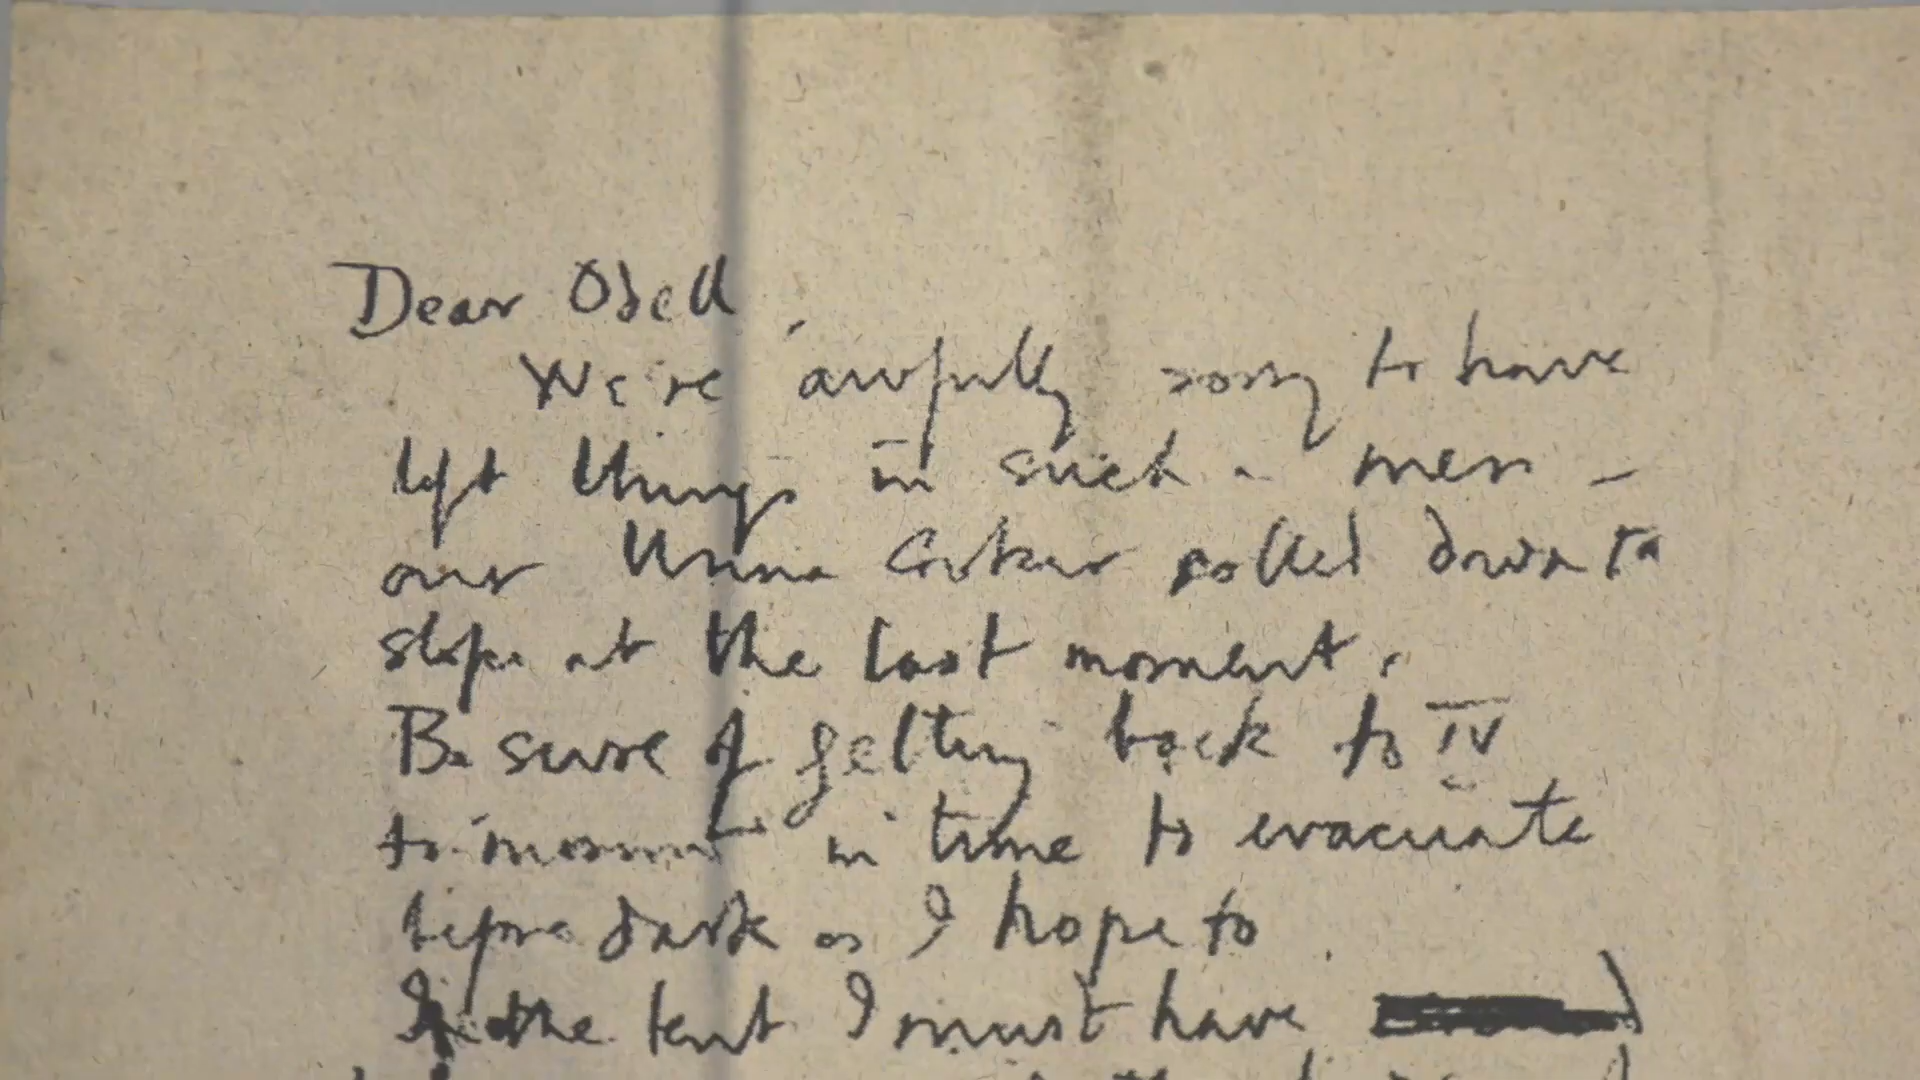 Dear Odell
We're awfully sorry to have
left things in such a mess –
our Unna Cooker rolled down the
slope at the last moment.
Be sure of getting back to IV
to-morrow in time to evacuate
before dark as I hope to.
In the tent I must have